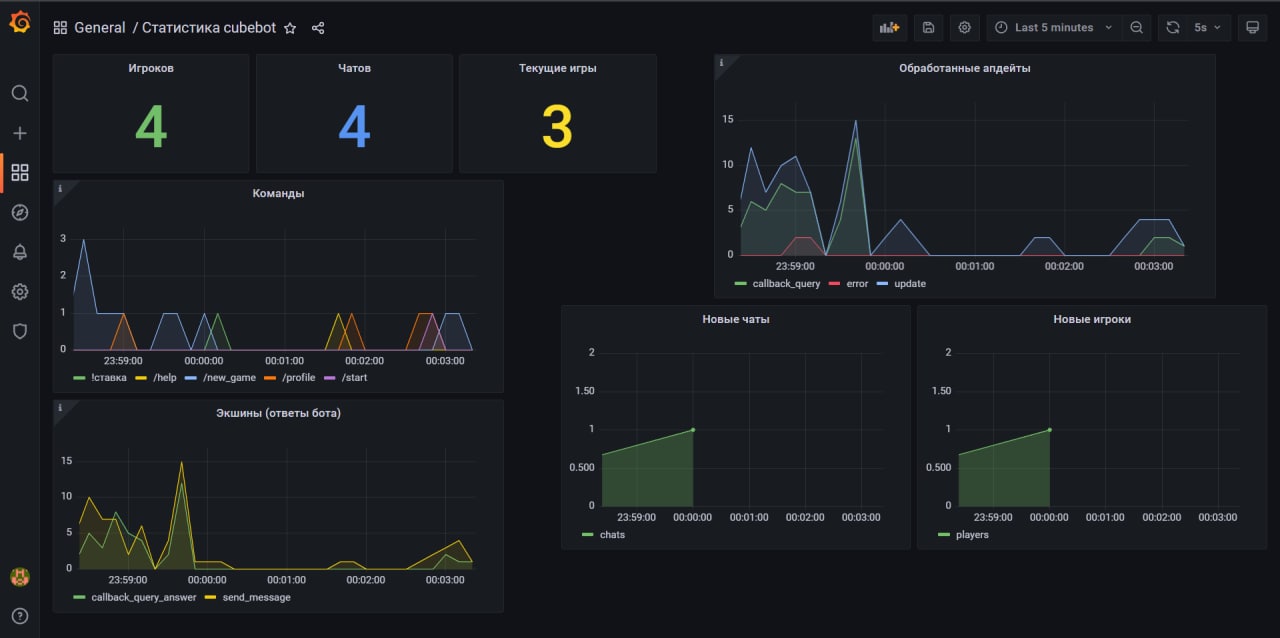 General / Статистика cubebot
Last 5 minutes
5s
Игроков
4
Чатов
4
Текущие игры
3
i
Обработанные апдейты
15
10
5
0
23:59:00 00:00:00 00:01:00 00:02:00 00:03:00
callback_query error update
i
Команды
3
2
1
0
23:59:00 00:00:00 00:01:00 00:02:00 00:03:00
!ставка /help /new_game /profile /start
Новые чаты
2
1.50
1
0.500
0
23:59:00 00:00:00 00:01:00 00:02:00 00:03:00
chats
Новые игроки
2
1.50
1
0.500
0
23:59:00 00:00:00 00:01:00 00:02:00 00:03:00
players
i
Экшины (ответы бота)
15
10
5
0
23:59:00 00:00:00 00:01:00 00:02:00 00:03:00
callback_query_answer send_message